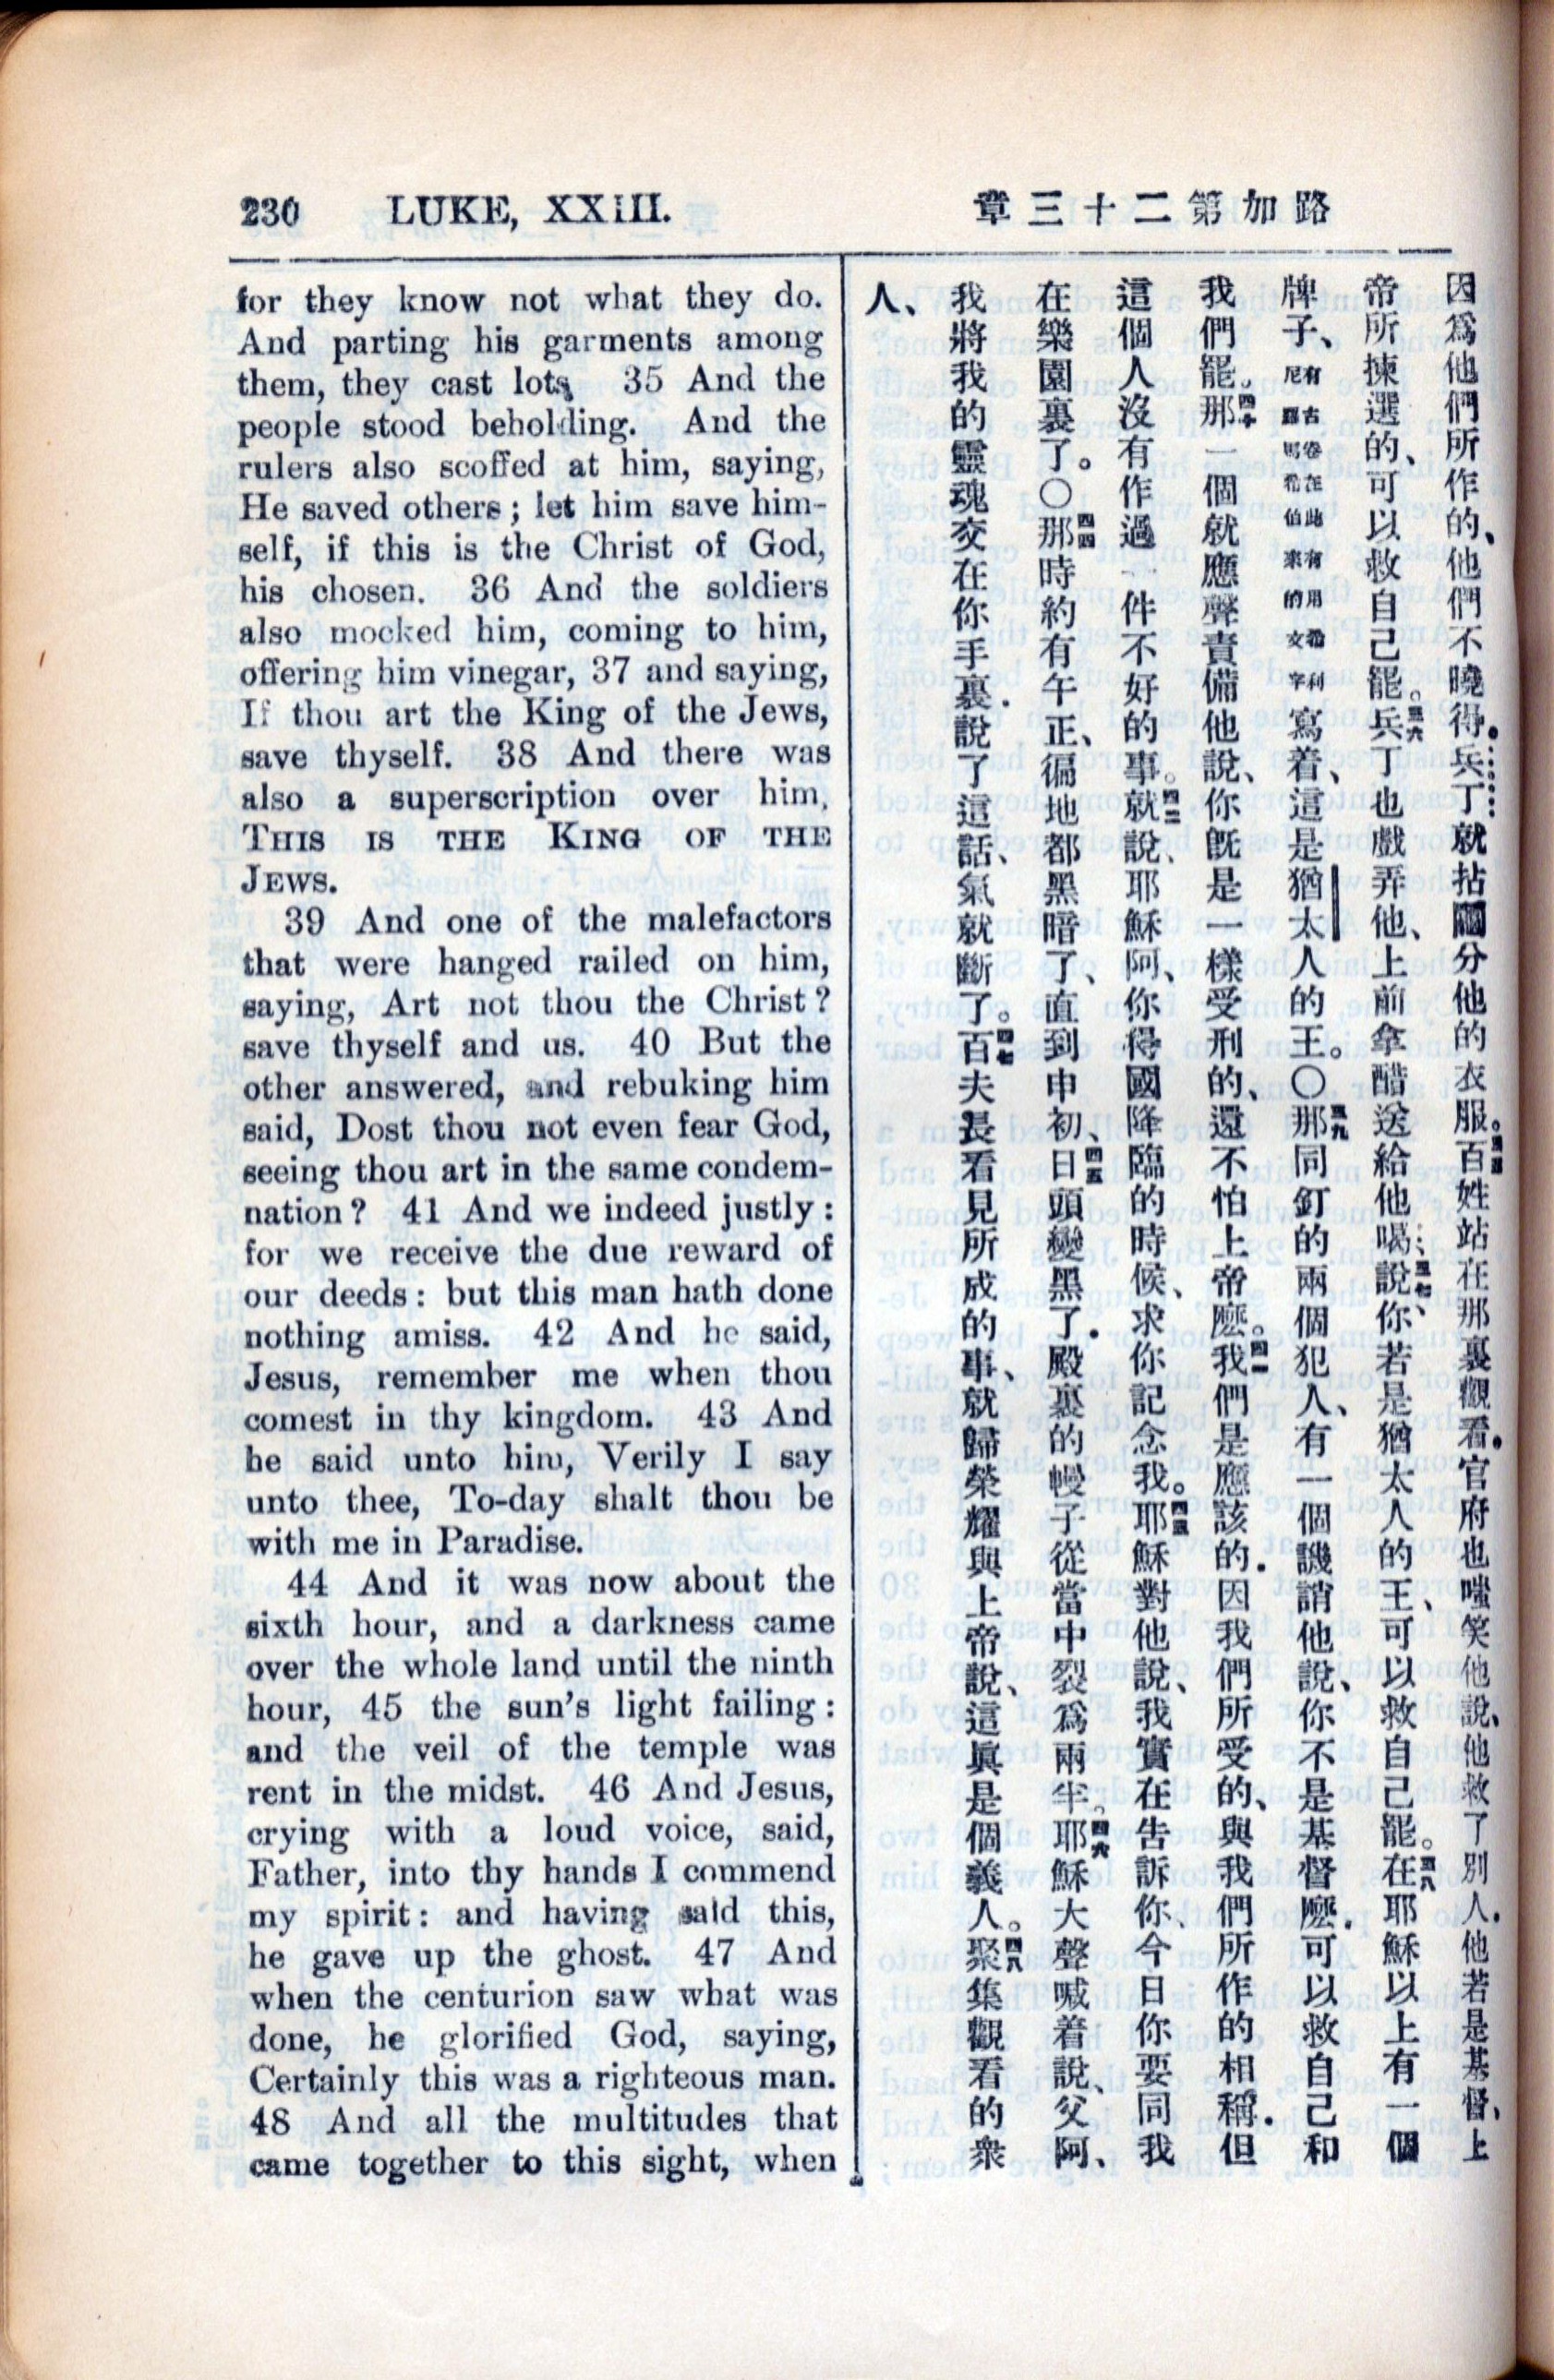 230 LUKE, XXIII.
for they know not what they do.
And parting his garments among
them, they cast lots. 35 And the
people stood beholding. And the
rulers also scoffed at him, saying,
He saved others; let him save him-
self, if this is the Christ of God,
his chosen. 36 And the soldiers
also mocked him, coming to him,
offering him vinegar, 37 and saying,
If thou art the King of the Jews,
save thyself. 38 And there was
also a superscription over him,
THIS IS THE KING OF THE
JEWS.
39 And one of the malefactors
that were hanged railed on him,
saying, Art not thou the Christ?
save thyself and us. 40 But the
other answered, and rebuking him
said, Dost thou not even fear God,
seeing thou art in the same condem-
nation? 41 And we indeed justly:
for we receive the due reward of
our deeds: but this man hath done
nothing amiss. 42 And he said,
Jesus, remember me when thou
comest in thy kingdom. 43 And
he said unto him, Verily I say
unto thee, To-day shalt thou be
with me in Paradise.
44 And it was now about the
sixth hour, and a darkness came
over the whole land until the ninth
hour, 45 the sun's light failing:
and the veil of the temple was
rent in the midst. 46 And Jesus,
crying with a loud voice, said,
Father, into thy hands I commend
my spirit: and having said this,
he gave up the ghost. 47 And
when the centurion saw what was
done, he glorified God, saying,
Certainly this was a righteous man.
48 And all the multitudes that
came together to this sight, when
路加第二十三章
因爲他們所作的、他們不曉得.兵丁就拈鬮分他的衣服。三五百姓站在那裏觀看.官府也嗤笑他說、他救了別人.他若是基督、上
帝所揀選的、可以救自己罷。三六兵丁也戲弄他、上前拿醋送給他喝三七說、你若是猶太人的王、可以救自己罷。三八在耶穌以上有一個
牌子、有古卷在此有用希利尼羅馬希伯來的文字寫着、這是猶太人的王。〇三九那同釘的兩個犯人、有一個譏誚他說、你不是基督麽.可以救自己和
我們罷。四十那一個就應聲責備他說、你旣是一樣受刑的、還不怕上帝麽。四一我們是應該的.因我們所受的、與我們所作的相稱.但
這個人沒有作過一件不好的事。四二就說、耶穌阿、你得國降臨的時候、求你記念我。四三耶穌對他說、我實在告訴你、今日你要同我
在樂園裏了。〇四四那時約有午正、徧地都黑暗了、直到申初、四五日頭變黑了.殿裏的幔子從當中裂爲兩半。四六耶穌大聲喊着說、父阿、
我將我的靈魂交在你手裏.說了這話、氣就斷了。四七百夫長看見所成的事、就歸榮耀與上帝說、這眞是個義人。四八聚集觀看的衆
人、